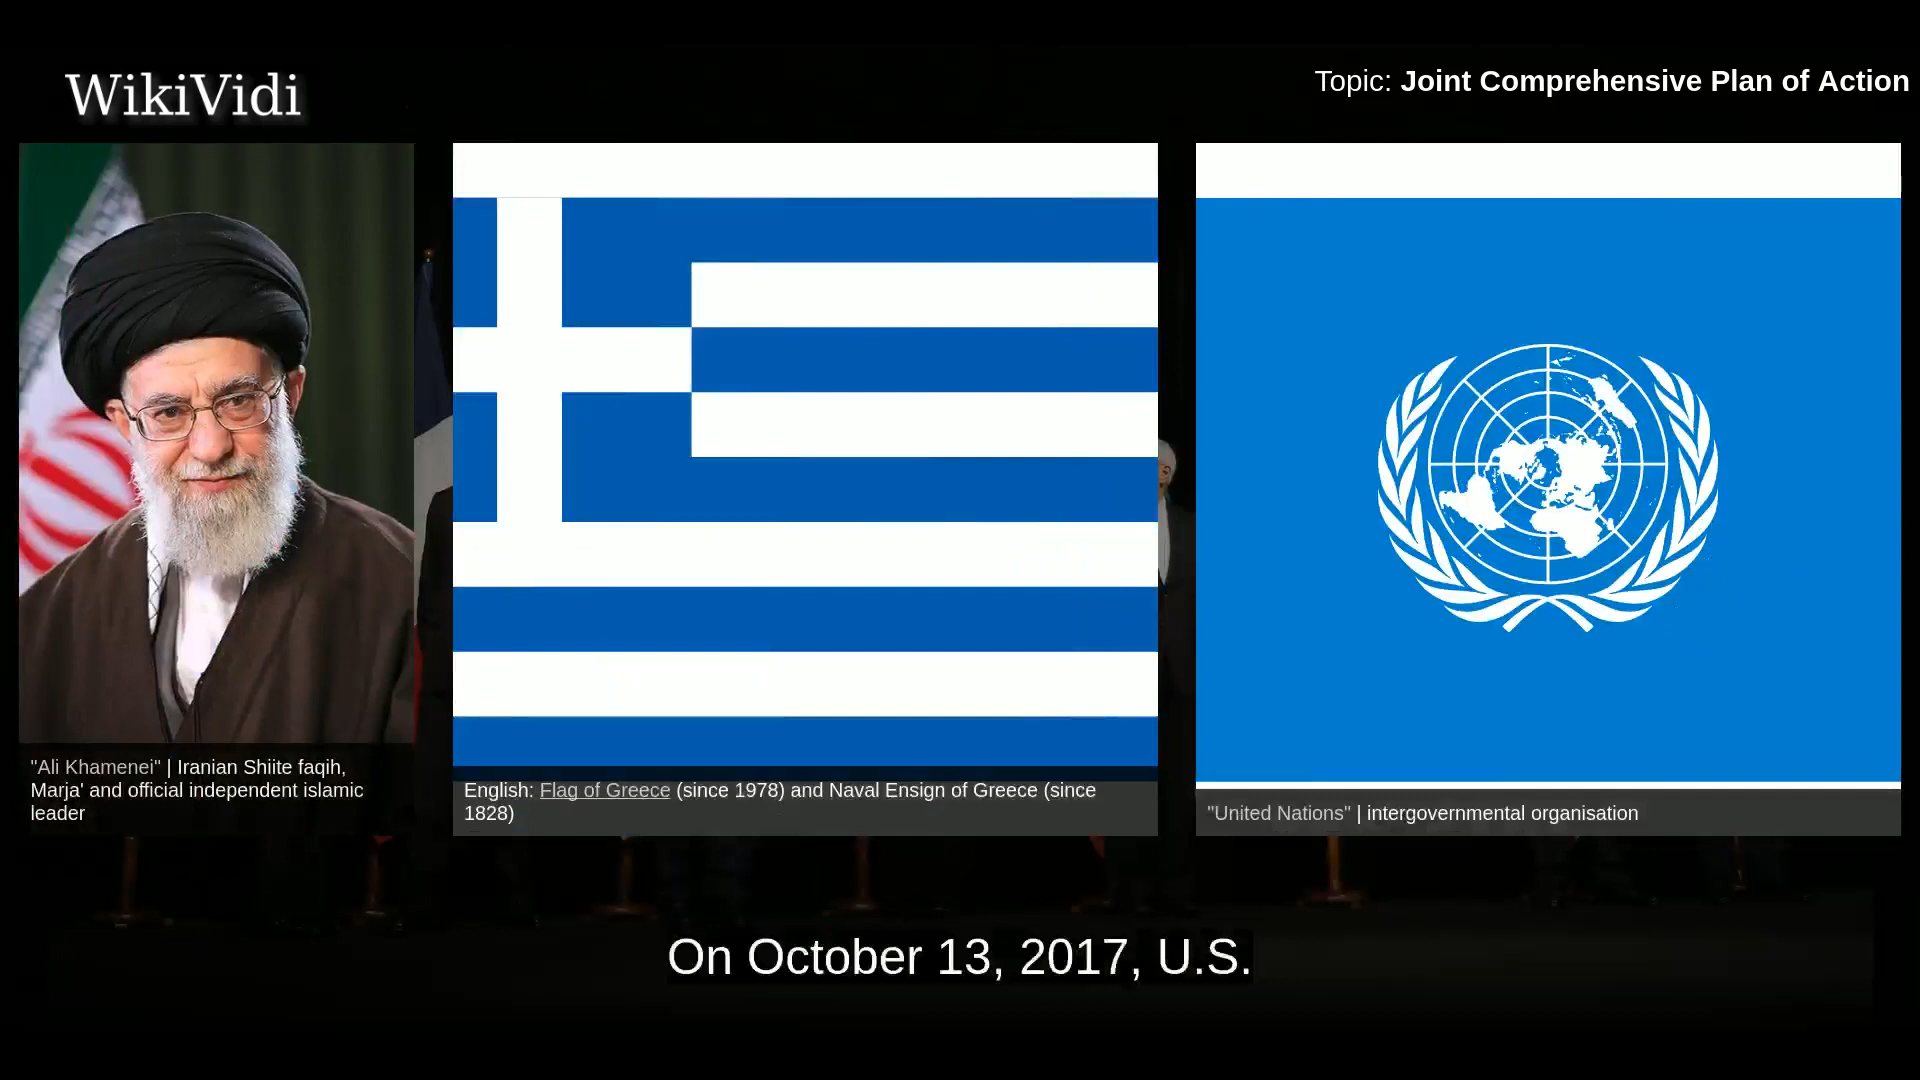 WikiVidi
Topic: Joint Comprehensive Plan of Action
"Ali Khamenei" | Iranian Shiite faqih,
Marja' and official independent islamic
leader
English: Flag of Greece (since 1978) and Naval Ensign of Greece (since
1828)
"United Nations" | intergovernmental organisation
On October 13, 2017, U.S.